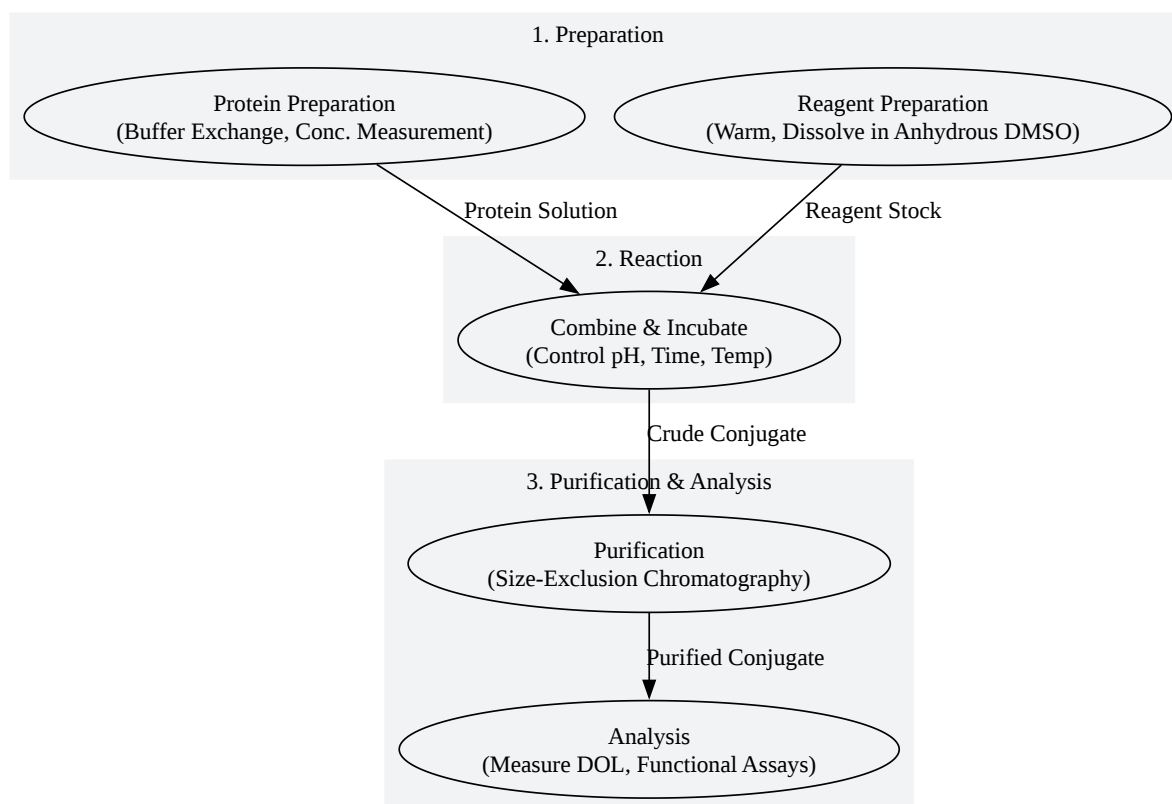 1. Preparation
Protein Preparation
(Buffer Exchange, Conc. Measurement)
Reagent Preparation
(Warm, Dissolve in Anhydrous DMSO)
Protein Solution
Reagent Stock
2. Reaction
Combine & Incubate
(Control pH, Time, Temp)
Crude Conjugate
3. Purification & Analysis
Purification
(Size-Exclusion Chromatography)
Purified Conjugate
Analysis
(Measure DOL, Functional Assays)